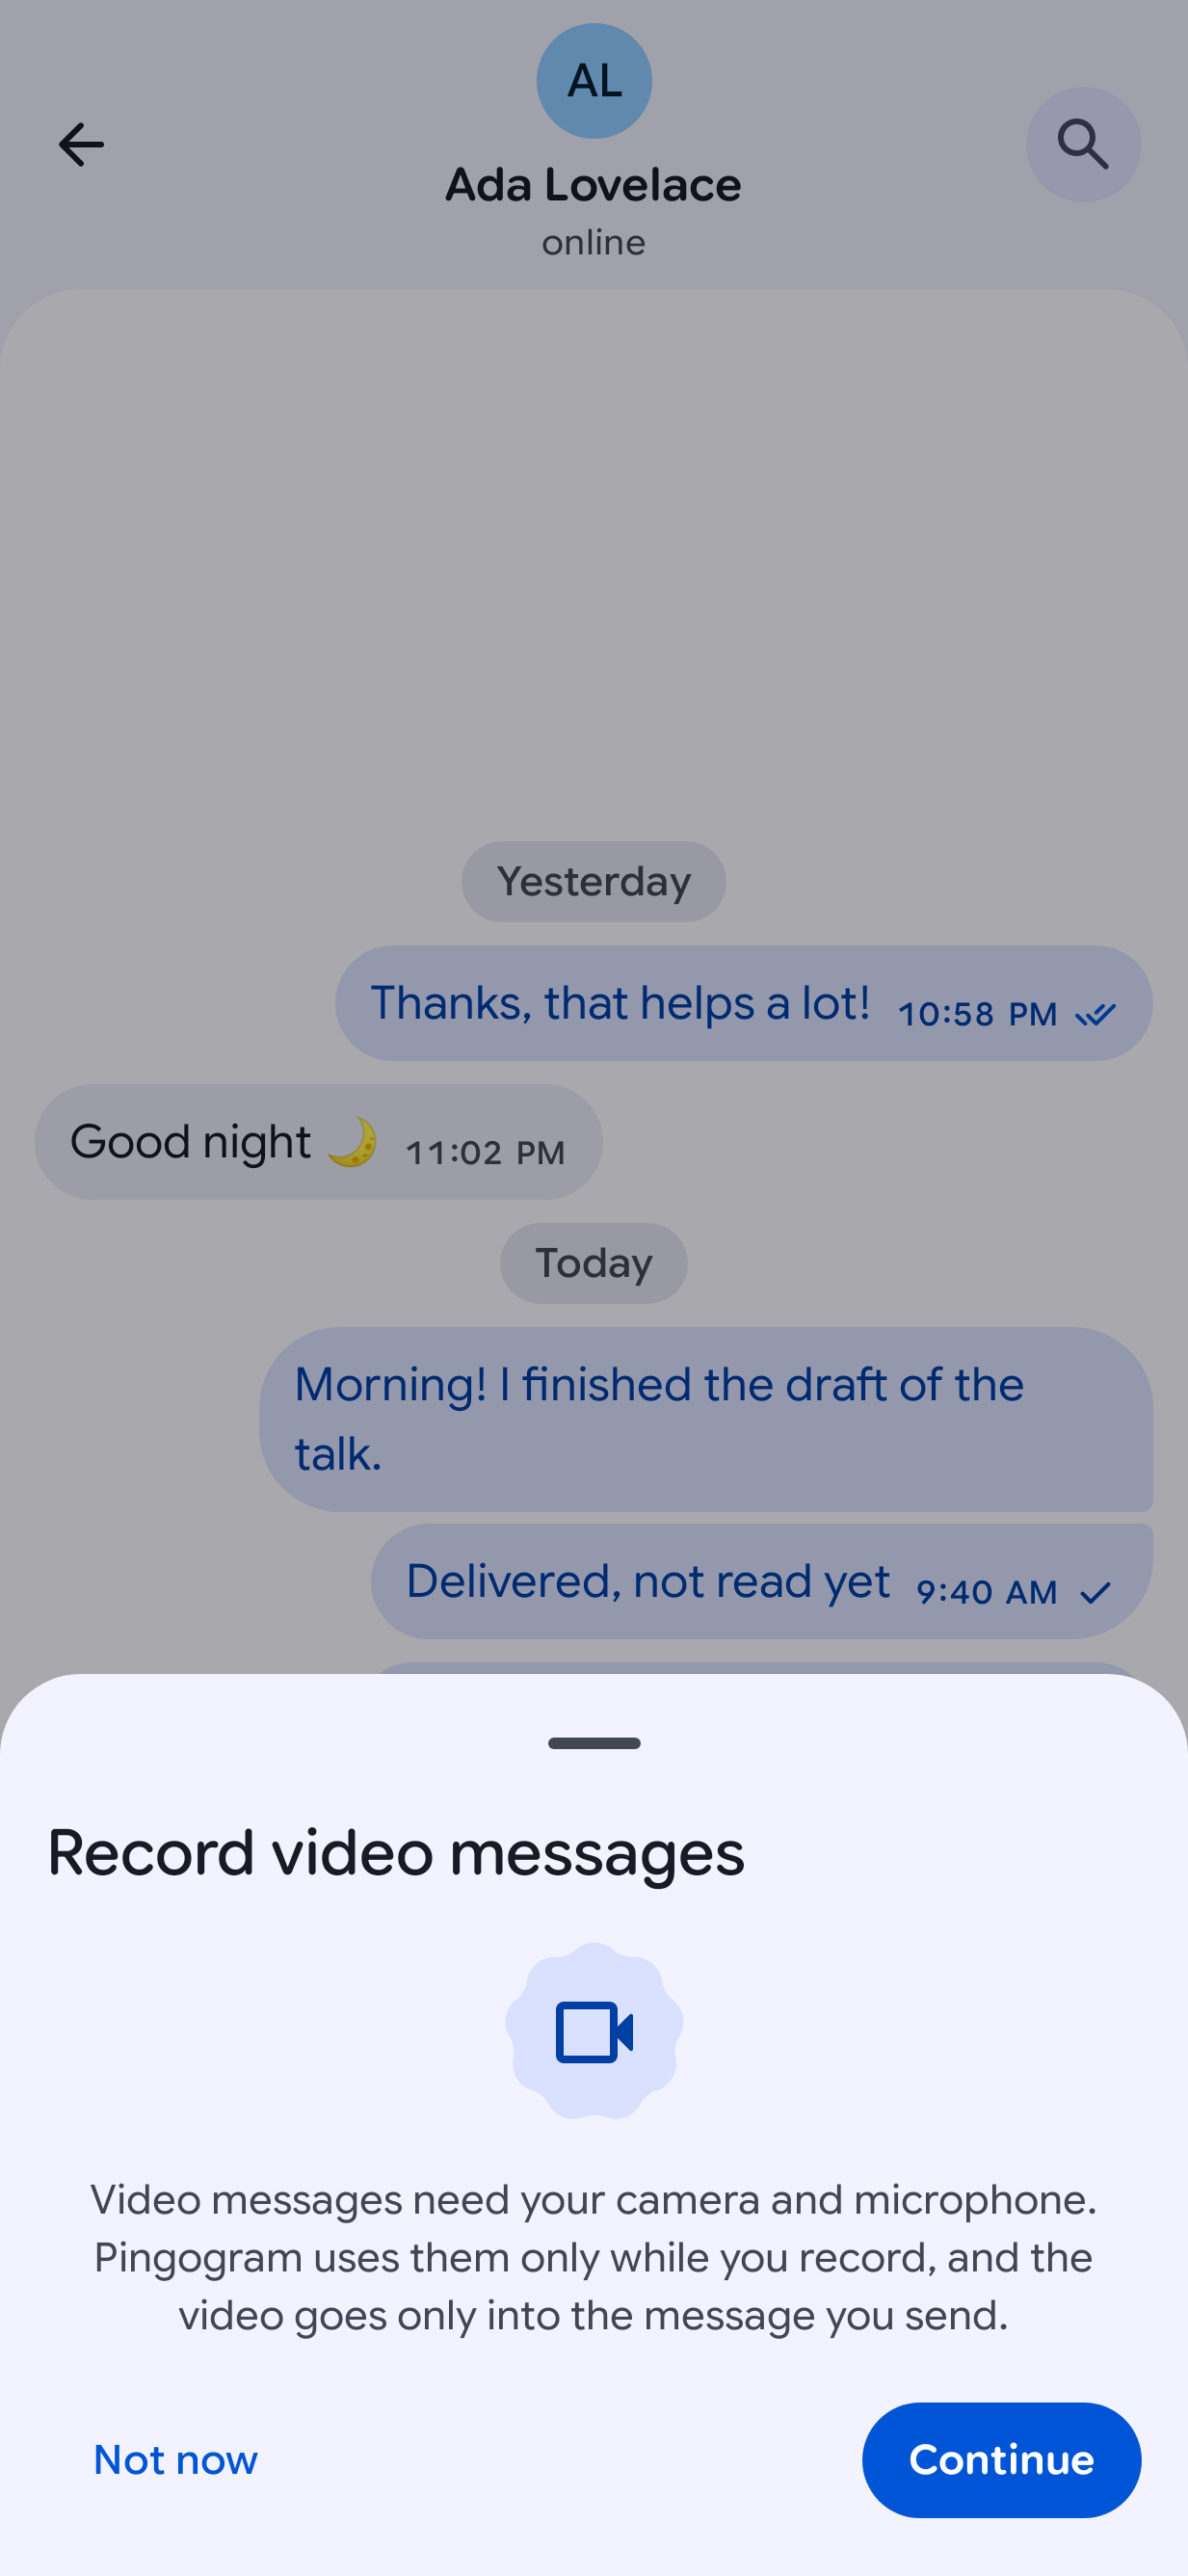 AL
Ada Lovelace
online
Yesterday
Thanks, that helps a lot! 10:58 PM
Good night 🌙 11:02 PM
Today
Morning! I finished the draft of the
talk.
Delivered, not read yet 9:40 AM
Record video messages
Video messages need your camera and microphone.
Pingogram uses them only while you record, and the
video goes only into the message you send.
Not now
Continue